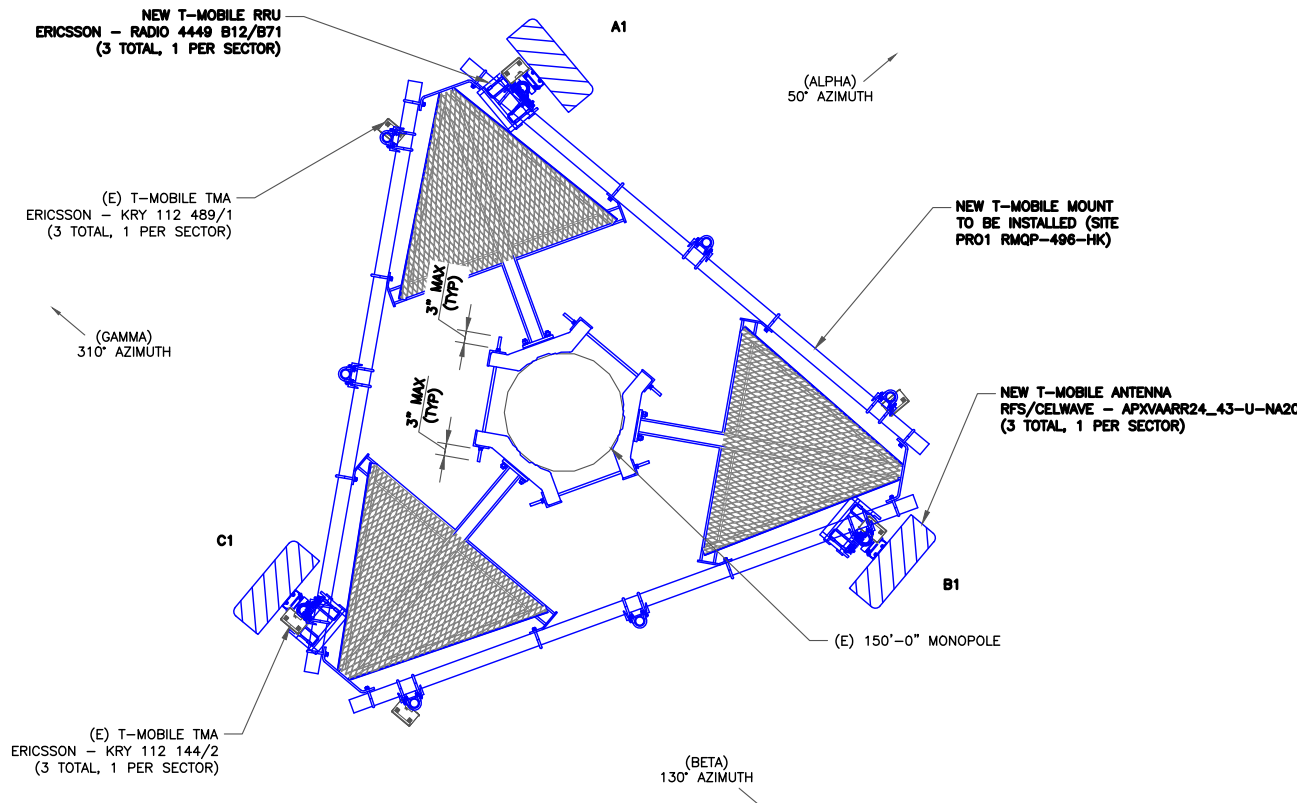 NEW T-MOBILE RRU
ERICSSON - RADIO 4449 B12/B71
(3 TOTAL, 1 PER SECTOR)
A1
(ALPHA)
50° AZIMUTH
(E) T-MOBILE TMA
ERICSSON - KRY 112 489/1
(3 TOTAL, 1 PER SECTOR)
NEW T-MOBILE MOUNT
TO BE INSTALLED (SITE
PRO1 RMQP-496-HK)
3" MAX
(TYP)
(GAMMA)
310° AZIMUTH
3" MAX
(TYP)
NEW T-MOBILE ANTENNA
RFS/CELWAVE - APXVAARR24_43-U-NA20
(3 TOTAL, 1 PER SECTOR)
C1
B1
(E) 150'-0" MONOPOLE
(E) T-MOBILE TMA
ERICSSON - KRY 112 144/2
(3 TOTAL, 1 PER SECTOR)
(BETA)
130° AZIMUTH